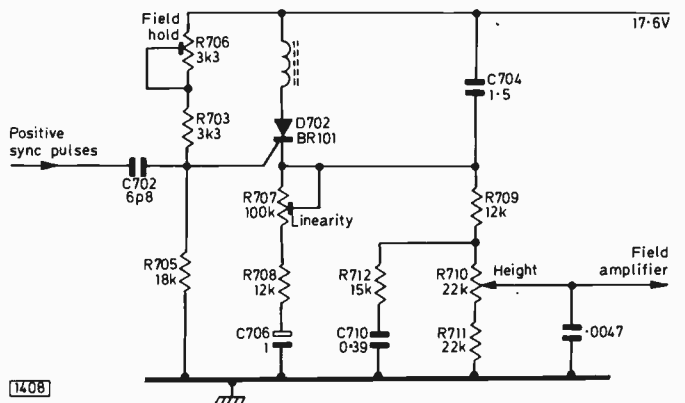 Field
hold
R706
3k3
17·6V
C704
1·5
R703
3k3
D702
BR101
Positive
sync pulses
C702
6p8
R707
100k
Linearity
R709
12k
R705
18k
R708
12k
R712
15k
R710
22k
Height
Field
amplifier
C706
1
C710
0·39
R711
22k
·0047
1408